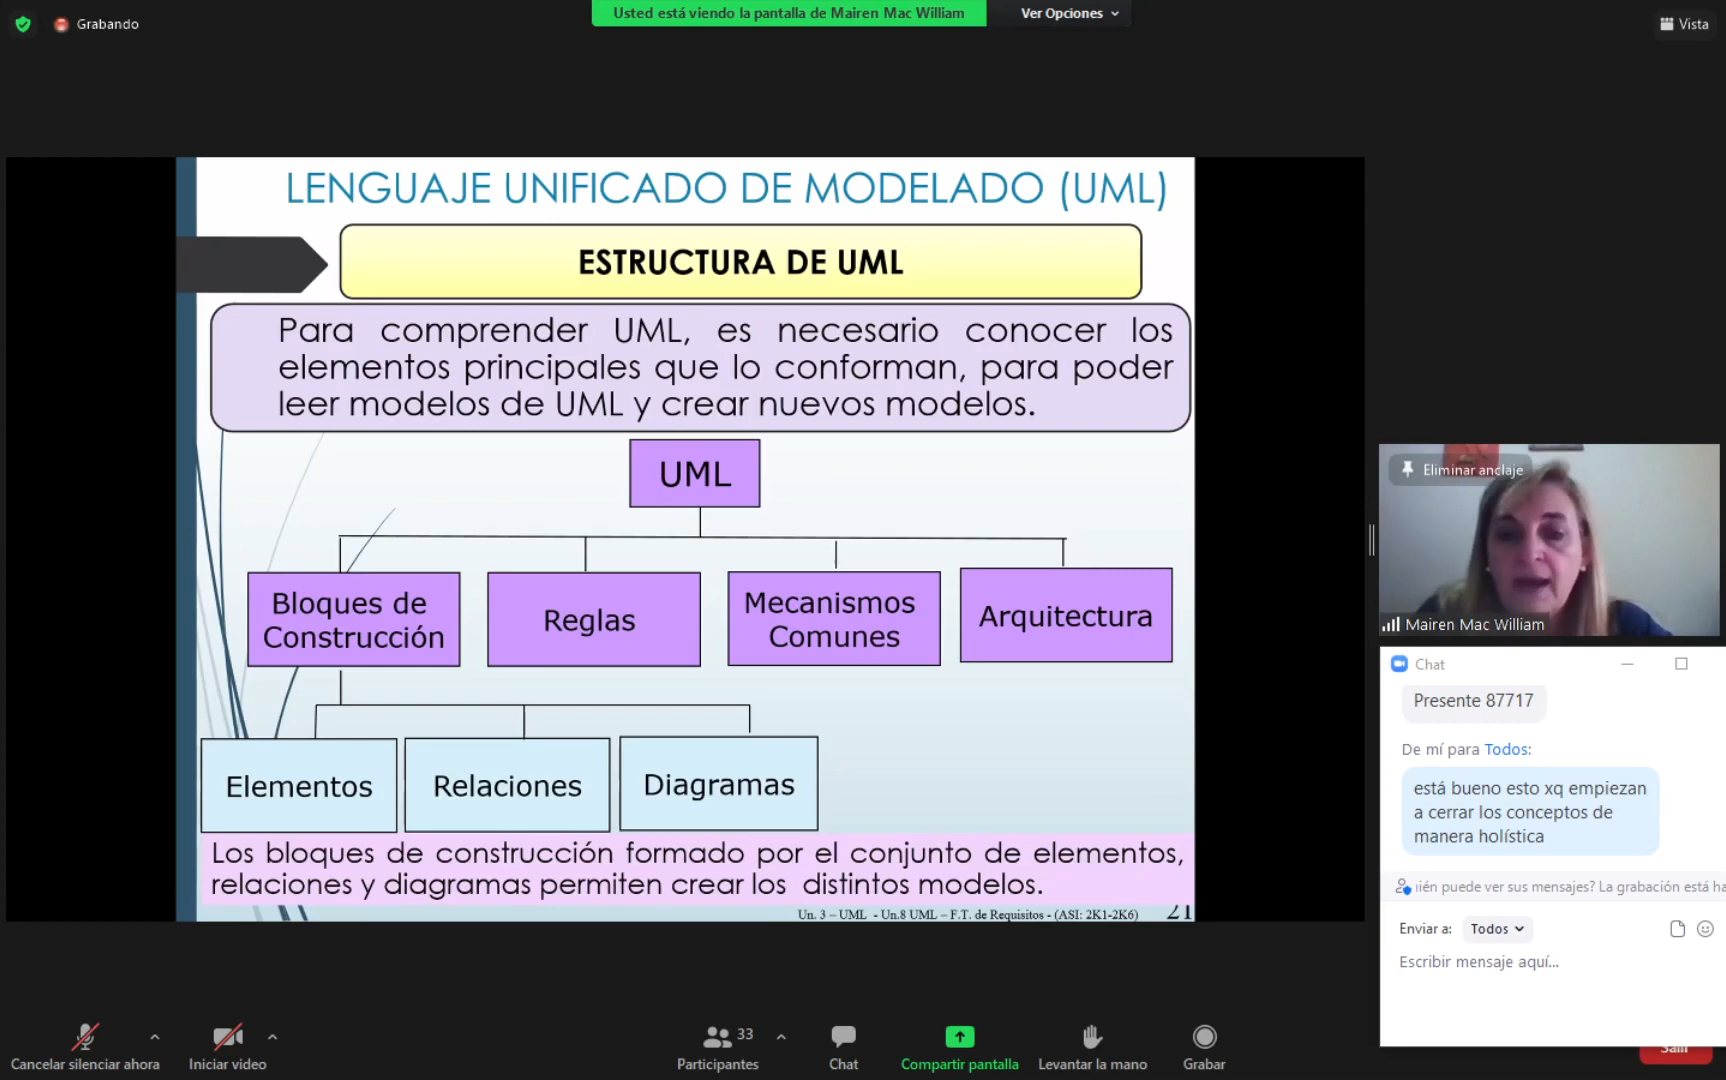 Grabando
Usted está viendo la pantalla de Mairen Mac William
Ver Opciones
Vista
LENGUAJE UNIFICADO DE MODELADO (UML)
ESTRUCTURA DE UML
Para comprender UML, es necesario conocer los
elementos principales que lo conforman, para poder
leer modelos de UML y crear nuevos modelos.
UML
Bloques de
Construcción
Reglas
Mecanismos
Comunes
Arquitectura
Elementos
Relaciones
Diagramas
Los bloques de construcción formado por el conjunto de elementos,
relaciones y diagramas permiten crear los distintos modelos.
Un. 3 – UML - Un.8 UML – F.T. de Requisitos - (ASI: 2K1-2K6)
21
Eliminar anclaje
Mairen Mac William
Chat
Presente 87717
De mí para Todos:
está bueno esto xq empiezan
a cerrar los conceptos de
manera holística
puede ver sus mensajes? La grabación está
Enviar a: Todos
Escribir mensaje aquí...
Cancelar silenciar ahora
Iniciar video
33
Participantes
Chat
Compartir pantalla
Levantar la mano
Grabar